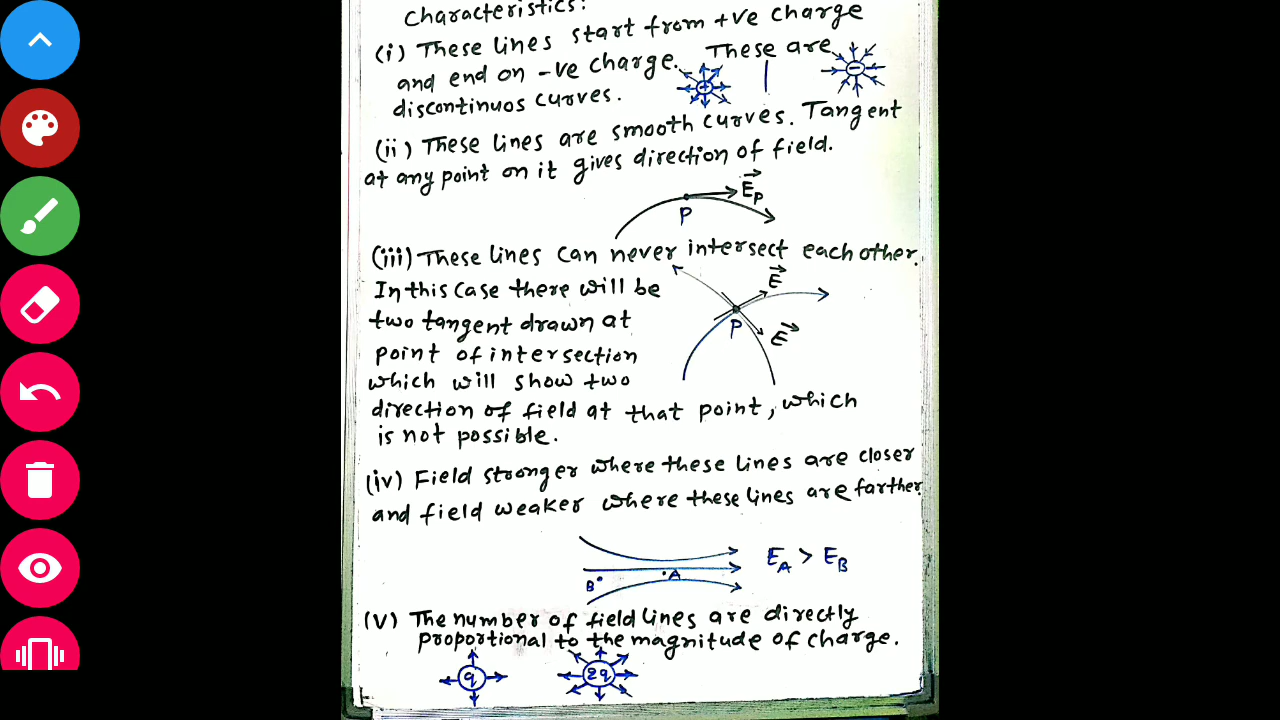 Characteristics:
(i) These lines start from +ve charge
and end on -ve charge. These are
discontinuos curves.
+
-
(ii) These lines are smooth curves. Tangent
at any point on it gives direction of field.
E⃗P
P
(iii) These lines can never intersect each other.
In this case there will be
two tangent drawn at
point of intersection
which will show two
direction of field at that point, which
is not possible.
E⃗
P
E⃗
(iv) Field stronger where these lines are closer
and field weaker where these lines are farther.
B
A
EA > EB
(v) The number of field lines are directly
proportional to the magnitude of charge.
q
2q